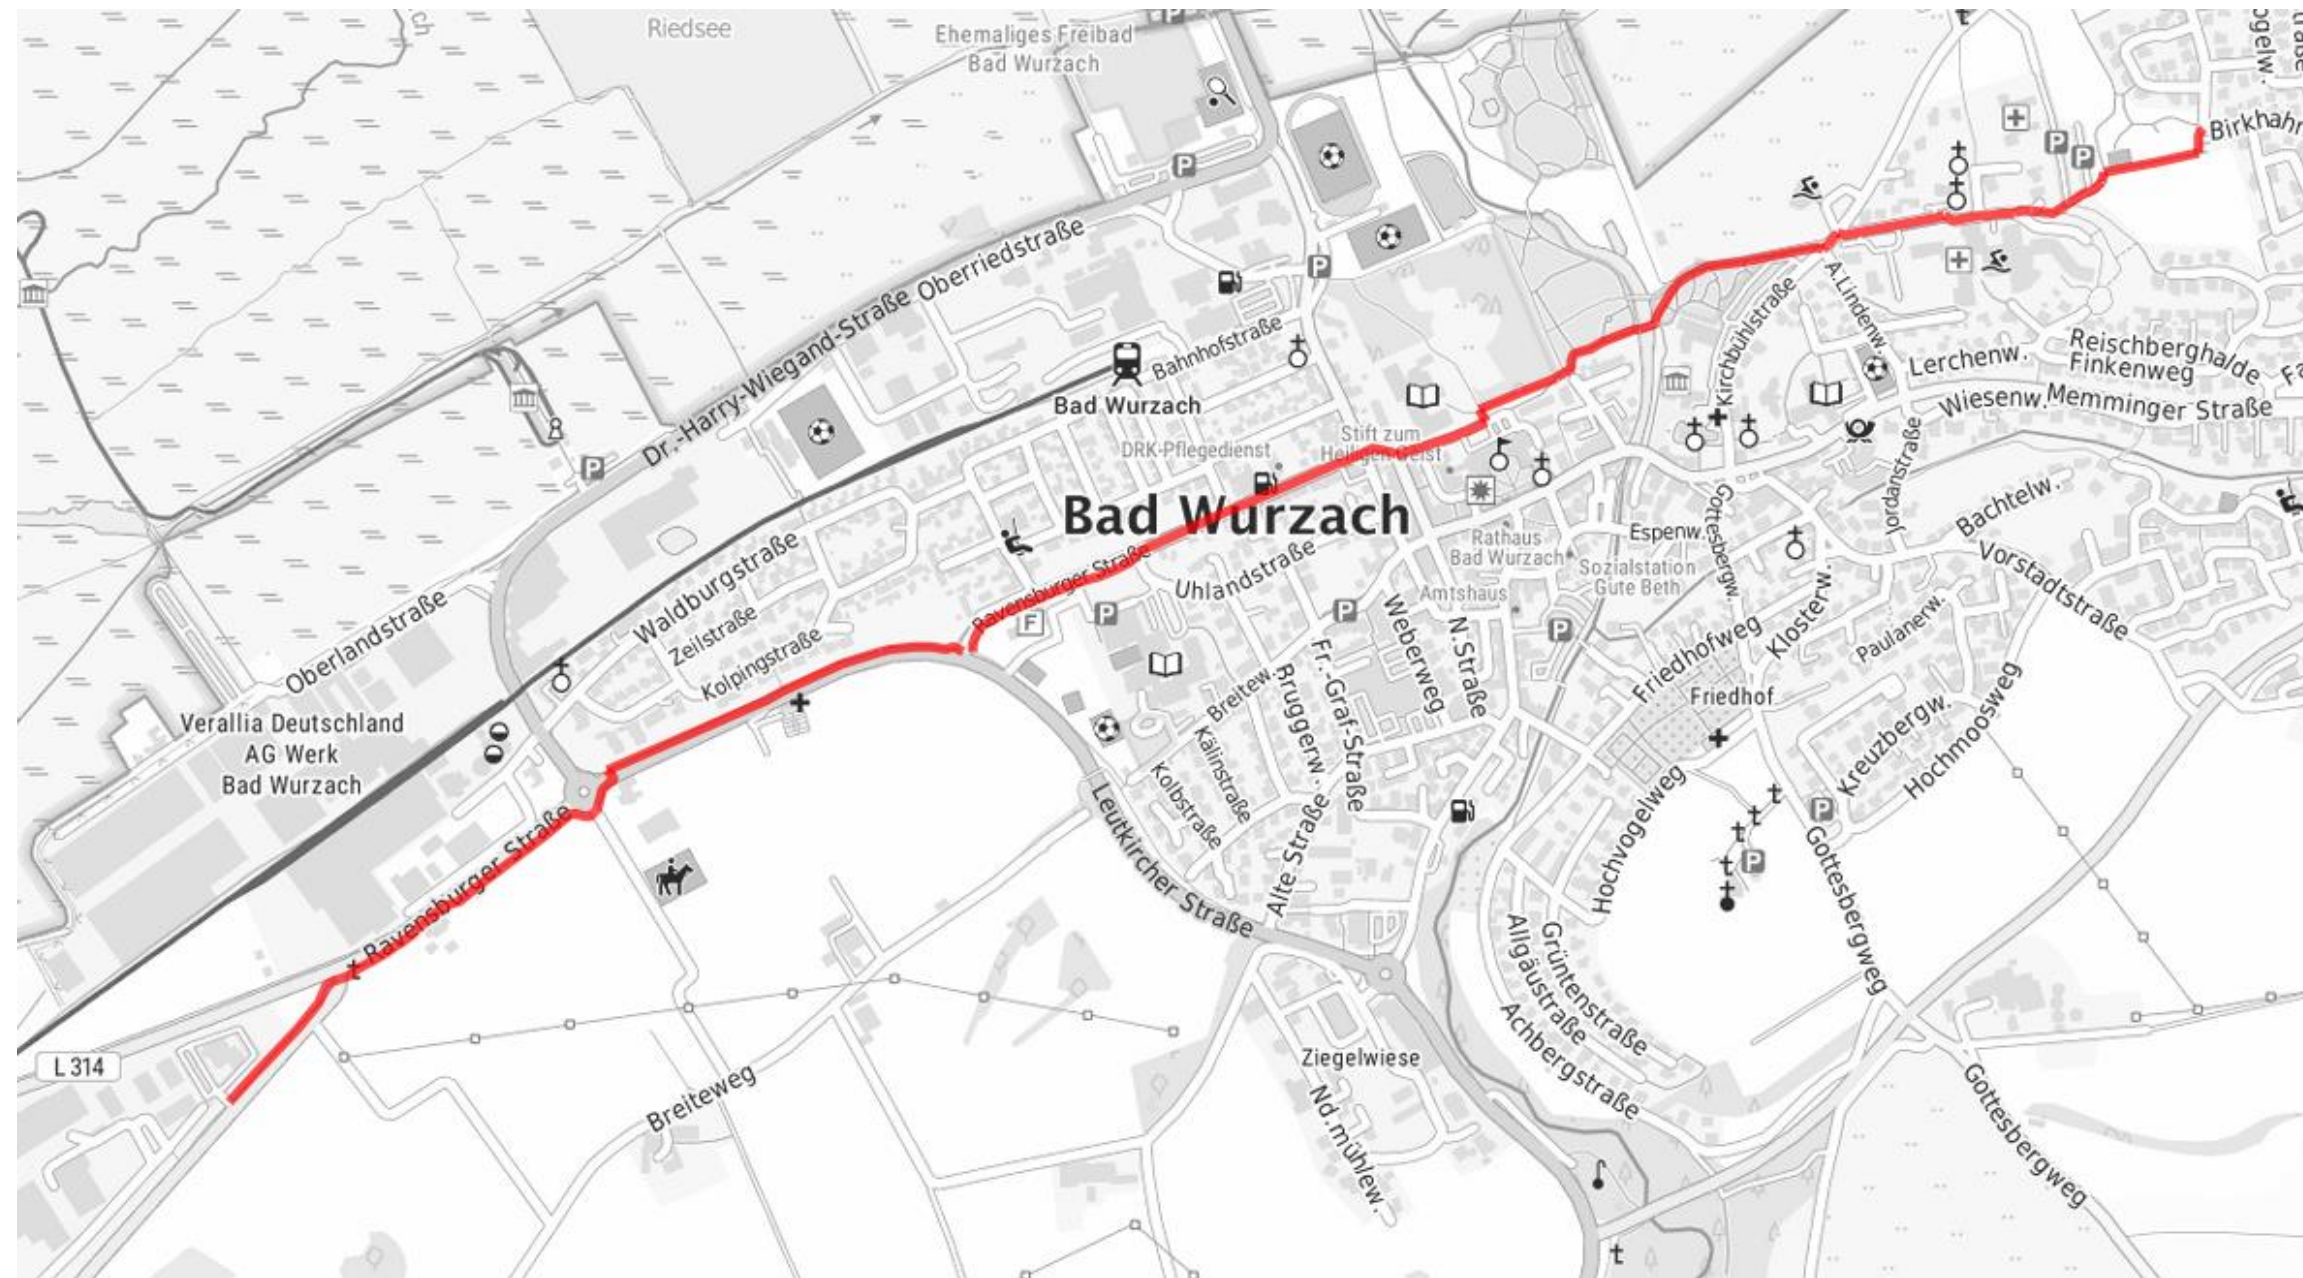 Riedsee
Ehemaliges Freibad
Bad Wurzach
Birkhahn
Dr.-Harry-Wiegand-Straße
Oberriedstraße
Bahnhofstraße
Bad Wurzach
DRK-Pflegedienst
Stift zum
Heiligen Geist
Kirchbühlstraße
A.Lindenw.
Lerchenw.
Reischberghalde
Finkenweg
Wiesenw.
Memminger Straße
Bad Wurzach
Jordanstraße
Bachtelw.
Vorstadtstraße
Espenw.
Gottesbergw.
Rathaus
Bad Wurzach
Sozialstation
Gute Beth
Amtshaus
Uhlandstraße
Ravensburger Straße
Waldburgstraße
Zeilstraße
Kolpingstraße
Oberlandstraße
F
Weberweg
N.Straße
Fr.-Graf-Straße
Bruggerw.
Breitew.
Kälinstraße
Kolbstraße
Friedhofweg
Friedhof
Klosterw.
Paulanerw.
Kreuzbergw.
Hochmoosweg
Verallia Deutschland
AG Werk
Bad Wurzach
Ravensburger Straße
Leutkircher Straße
Alte Straße
Hochvogelweg
Gottesbergweg
Grüntenstraße
Allgäustraße
Achbergstraße
L 314
Breiteweg
Ziegelwiese
Nd.mühlew.
Gottesbergweg
P
P
P
P
P
P
P
P
P
P
P